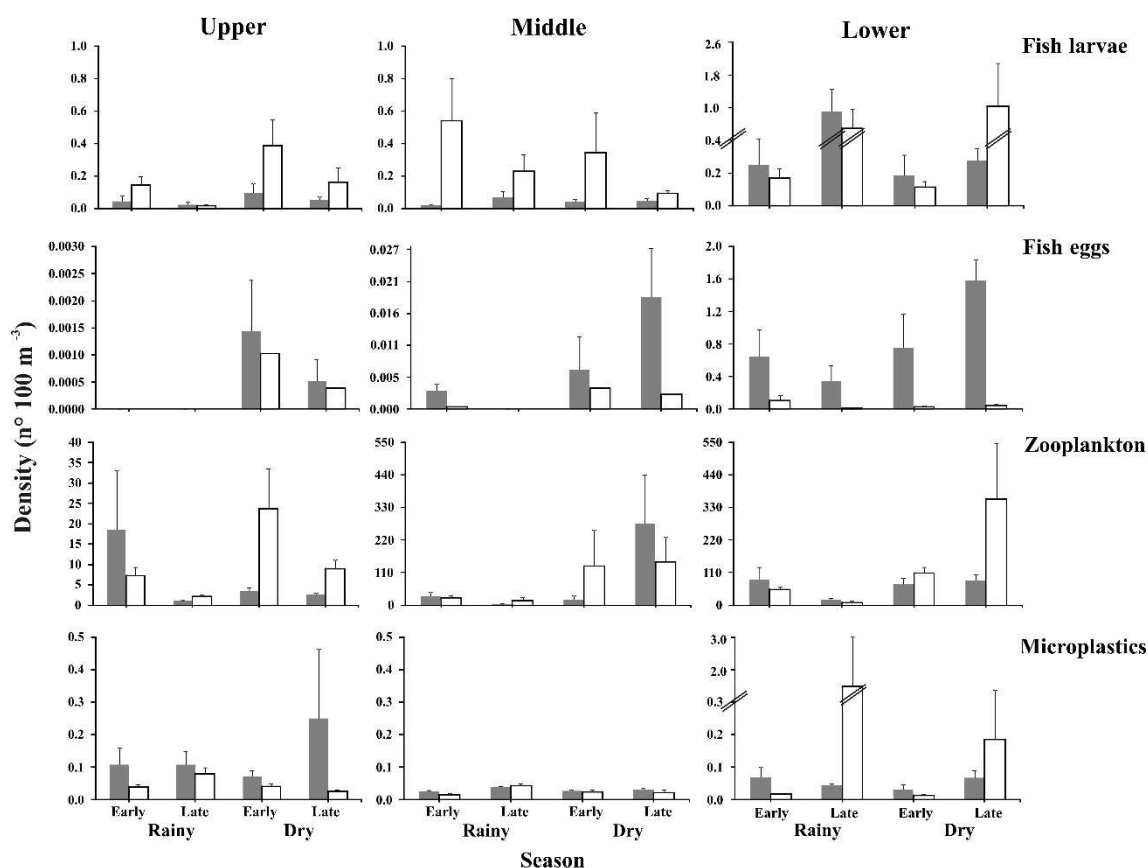 Upper Middle Lower
Fish larvae
1.0 1.0 2.6
0.8 0.8 1.8
0.6 0.6 1.0
0.4 0.4 0.4
0.2 0.2 0.2
0.0 0.0 0.0
Fish eggs
0.0030 0.027 2.0
0.0025 0.021 1.6
0.0020 0.016 1.2
0.0015 0.011 0.8
0.0010 0.005 0.4
0.0005 0.000 0.0
0.0000
Density (n° 100 m -3)
Zooplankton
40 550 550
35 440 440
30 330 330
25 220 220
20 110 110
15 0 0
10
5
0
Microplastics
0.5 0.5 3.0
0.4 0.4 2.0
0.3 0.3 0.3
0.2 0.2 0.2
0.1 0.1 0.1
0.0 0.0 0.0
Early Late Early Late Early Late Early Late Early Late Early Late
Rainy Dry Rainy Dry Rainy Dry
Season